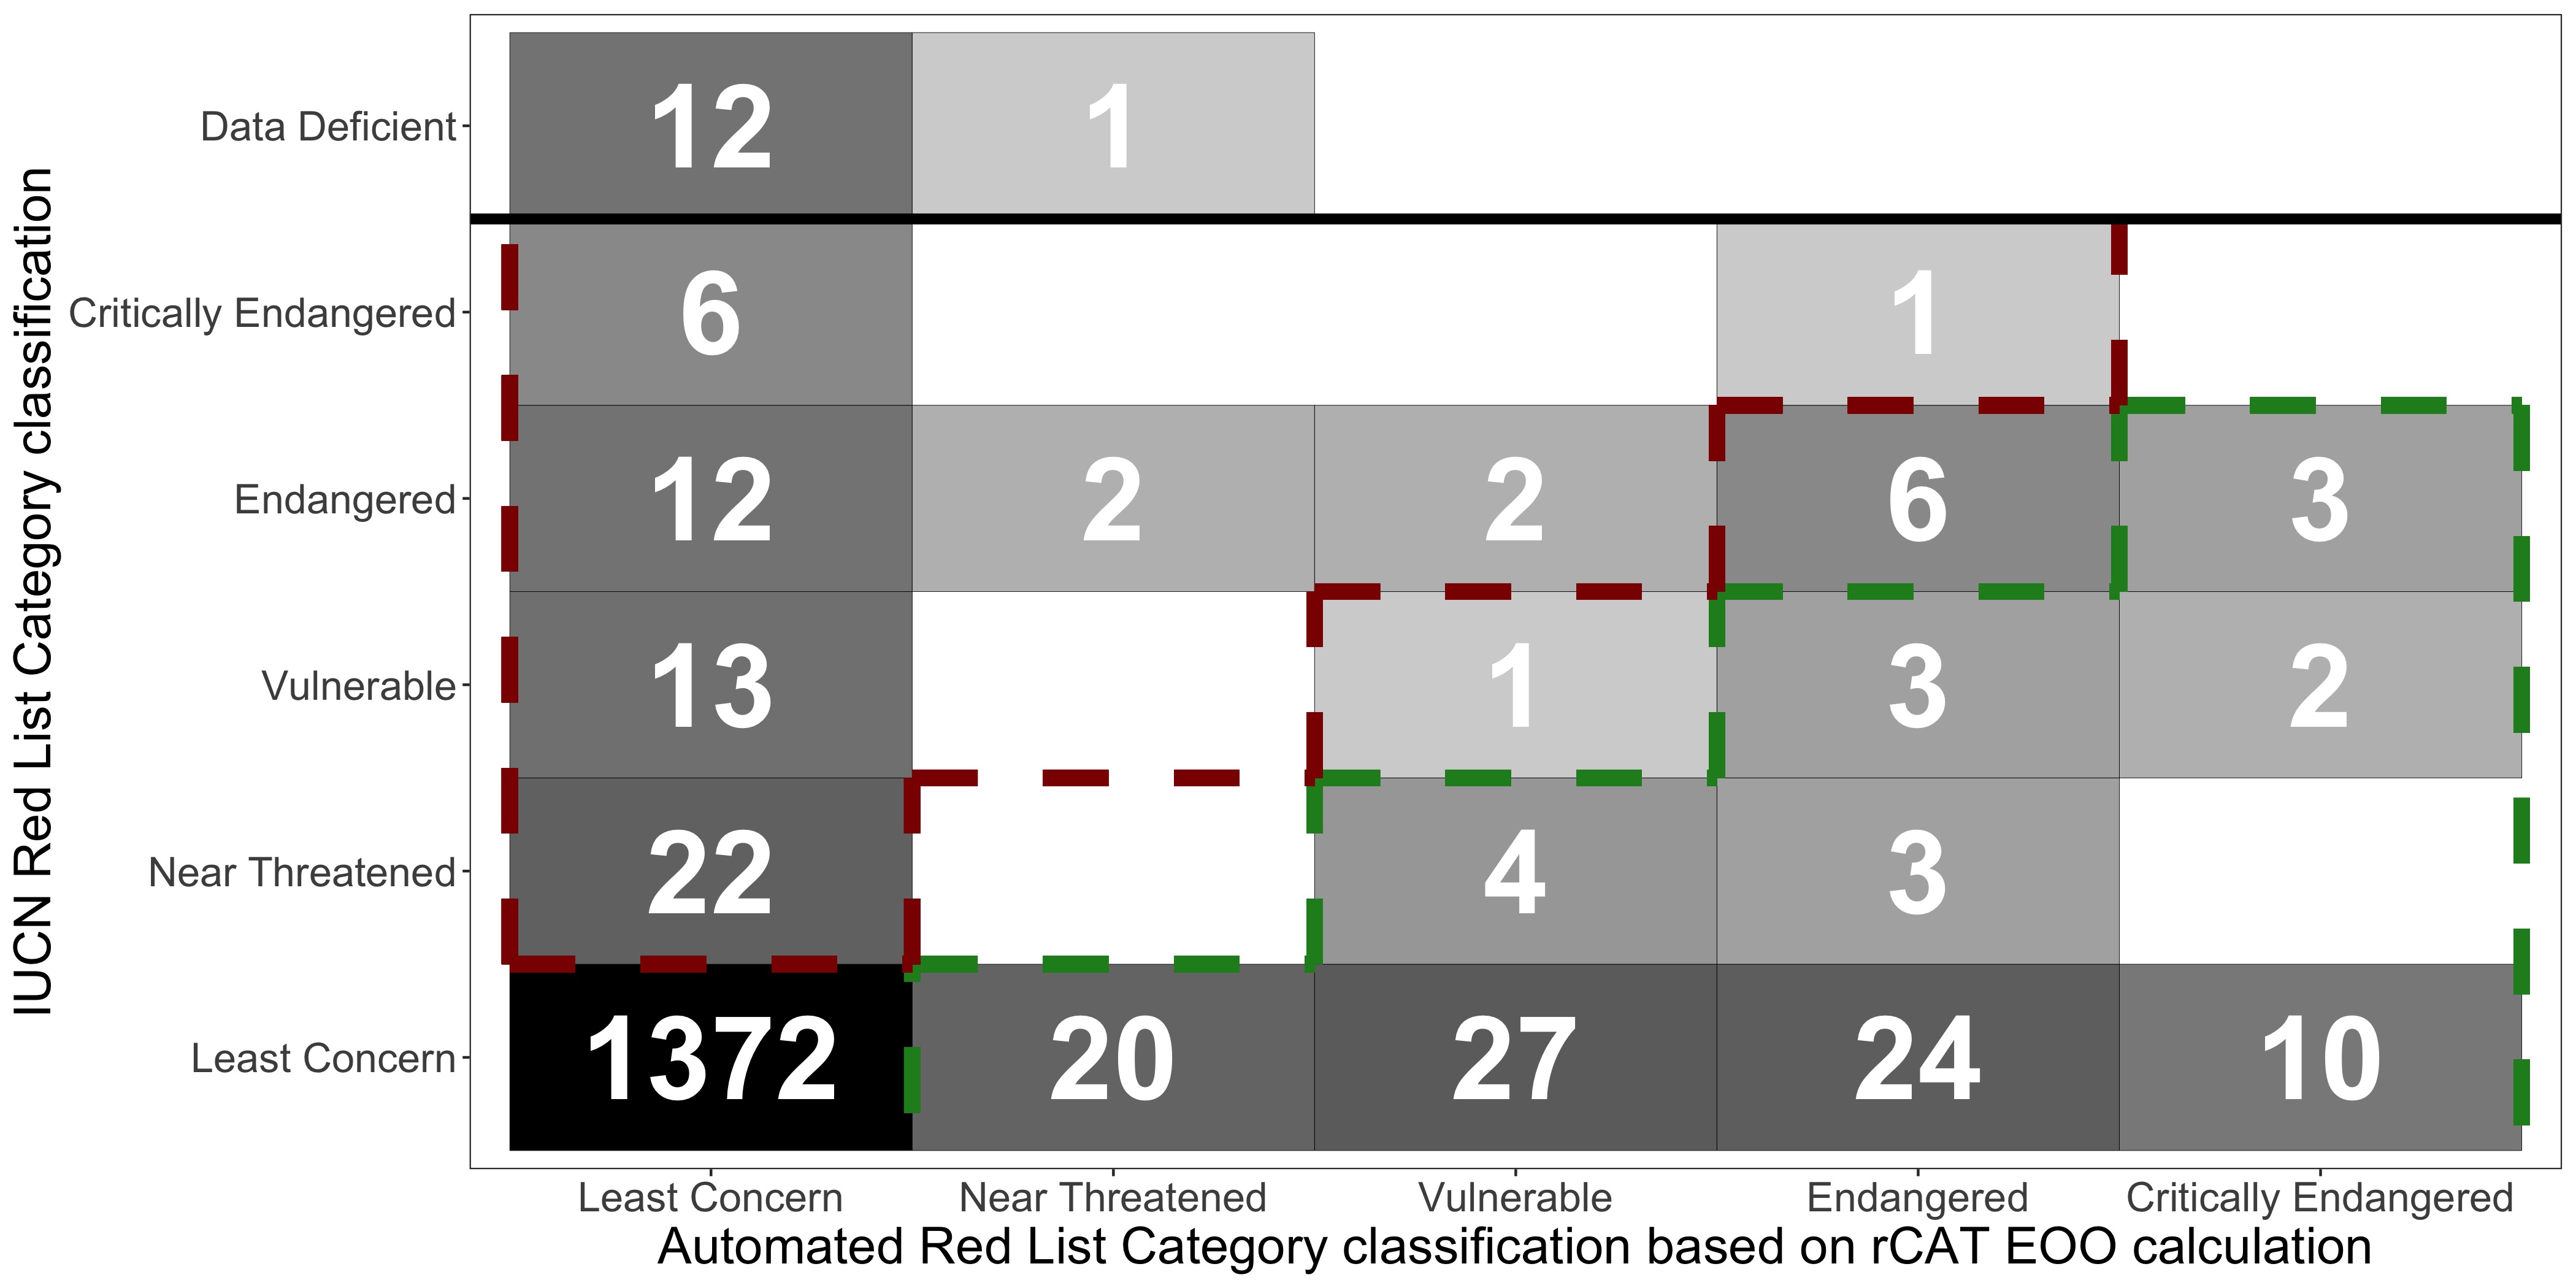 IUCN Red List Category classification
Data Deficient 12 1
Critically Endangered 6 1
Endangered 12 2 2 6 3
Vulnerable 13 1 3 2
Near Threatened 22 4 3
Least Concern 1372 20 27 24 10
Least Concern Near Threatened Vulnerable Endangered Critically Endangered
Automated Red List Category classification based on rCAT EOO calculation